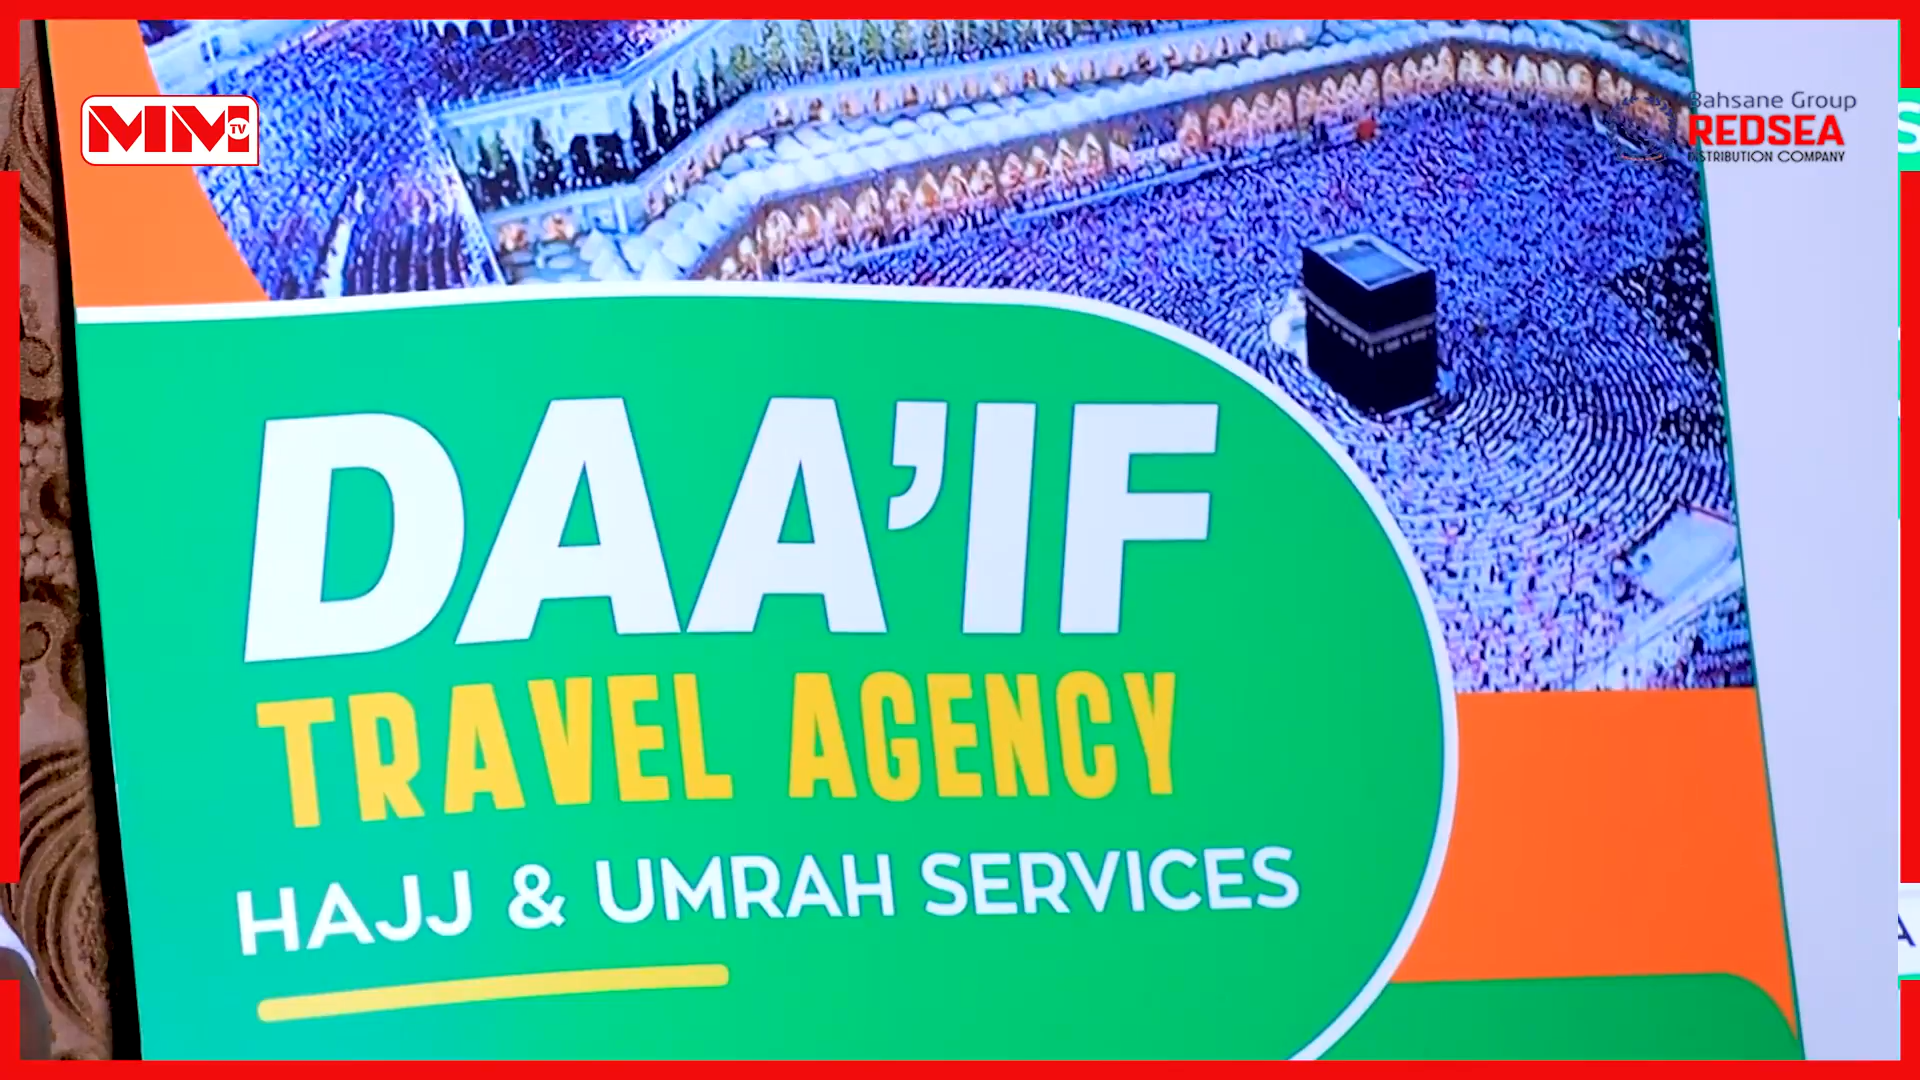 MM TV
Bahsane Group
REDSEA
DISTRIBUTION COMPANY
DAA'IF
TRAVEL AGENCY
HAJJ & UMRAH SERVICES